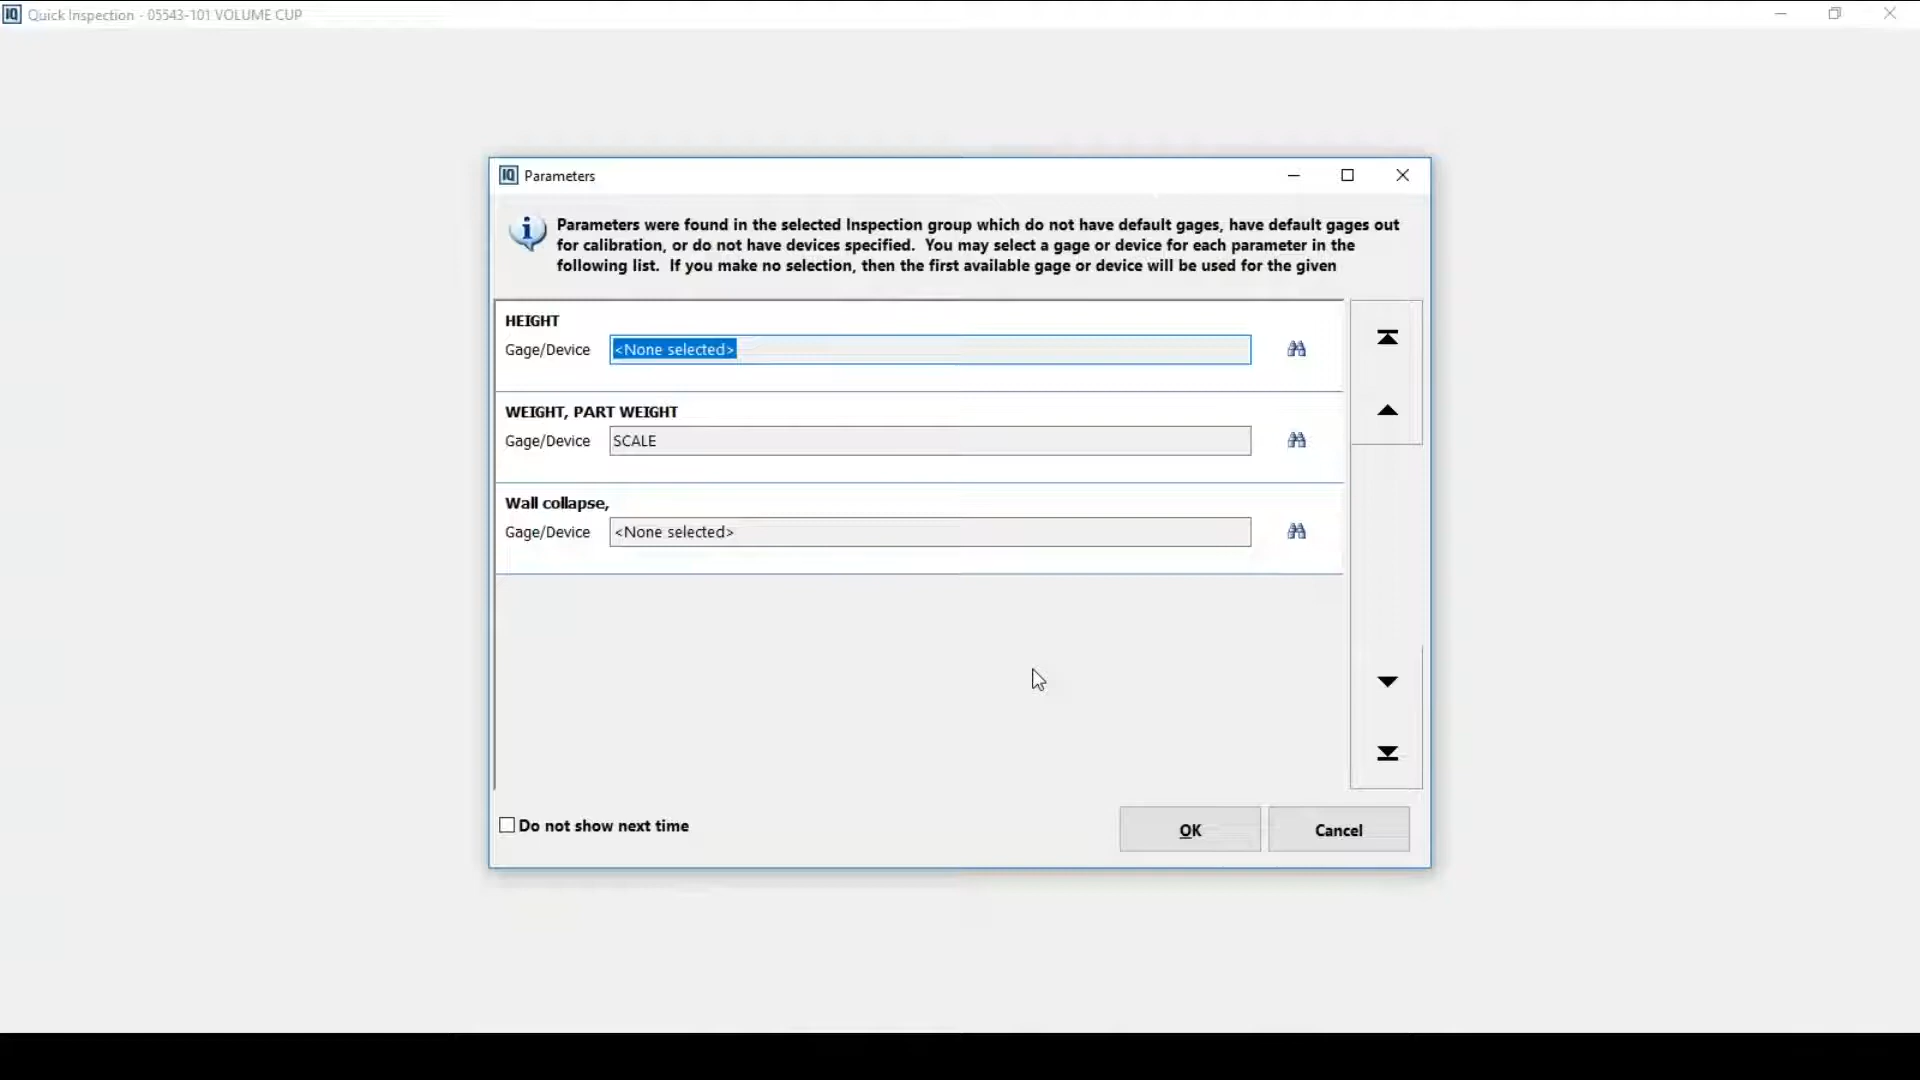 IQ Quick Inspection - 05543-101 VOLUME CUP
IQ Parameters
Parameters were found in the selected Inspection group which do not have default gages, have default gages out
for calibration, or do not have devices specified.  You may select a gage or device for each parameter in the
following list.  If you make no selection, then the first available gage or device will be used for the given
HEIGHT
Gage/Device <None selected>
WEIGHT, PART WEIGHT
Gage/Device SCALE
Wall collapse,
Gage/Device <None selected>
Do not show next time
OK Cancel